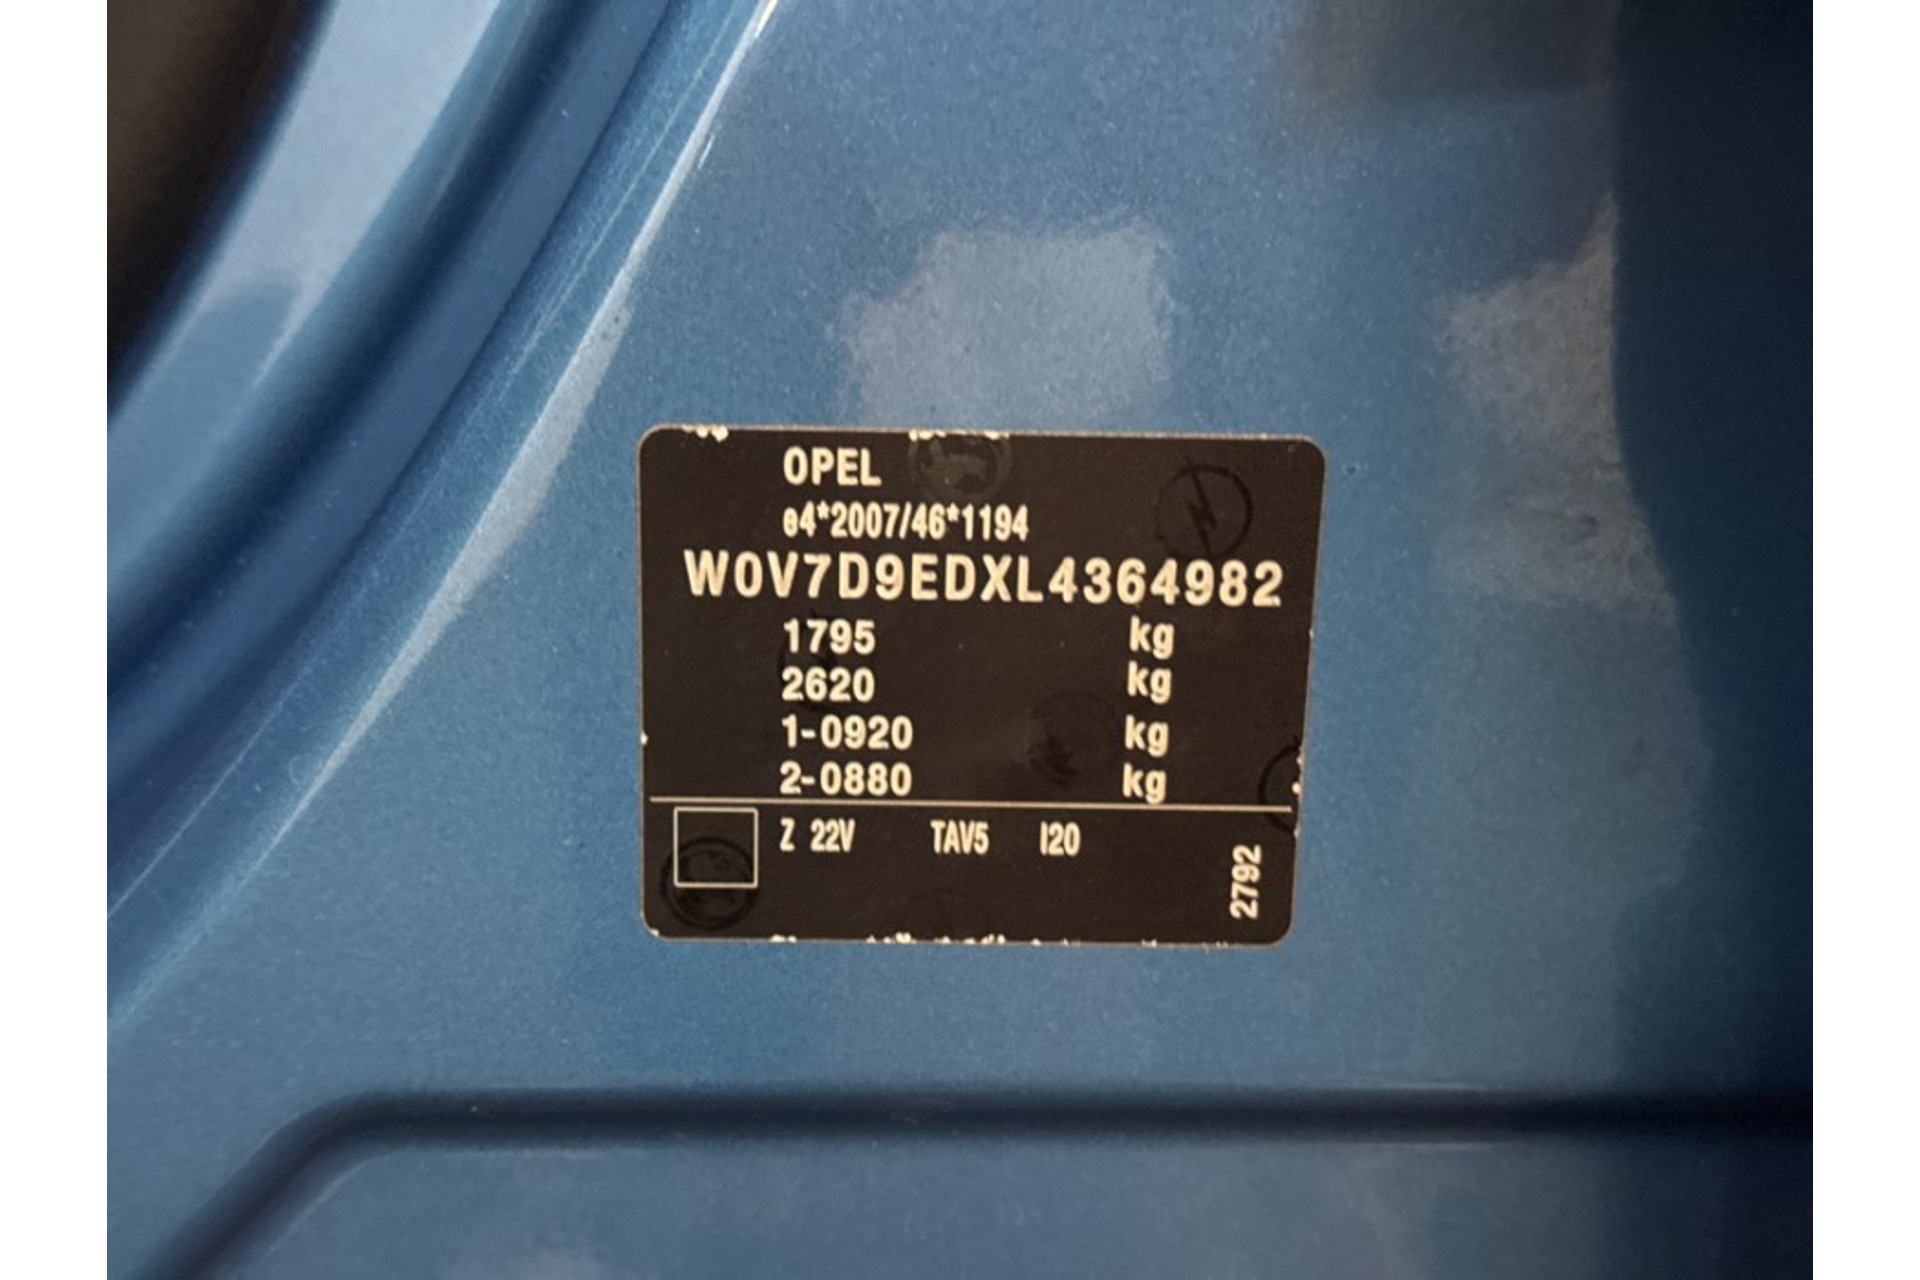 OPEL
e4*2007/46*1194
W0V7D9EDXL4364982
1795 kg
2620 kg
1-0920 kg
2-0880 kg
Z 22V TAV5 I20
2792